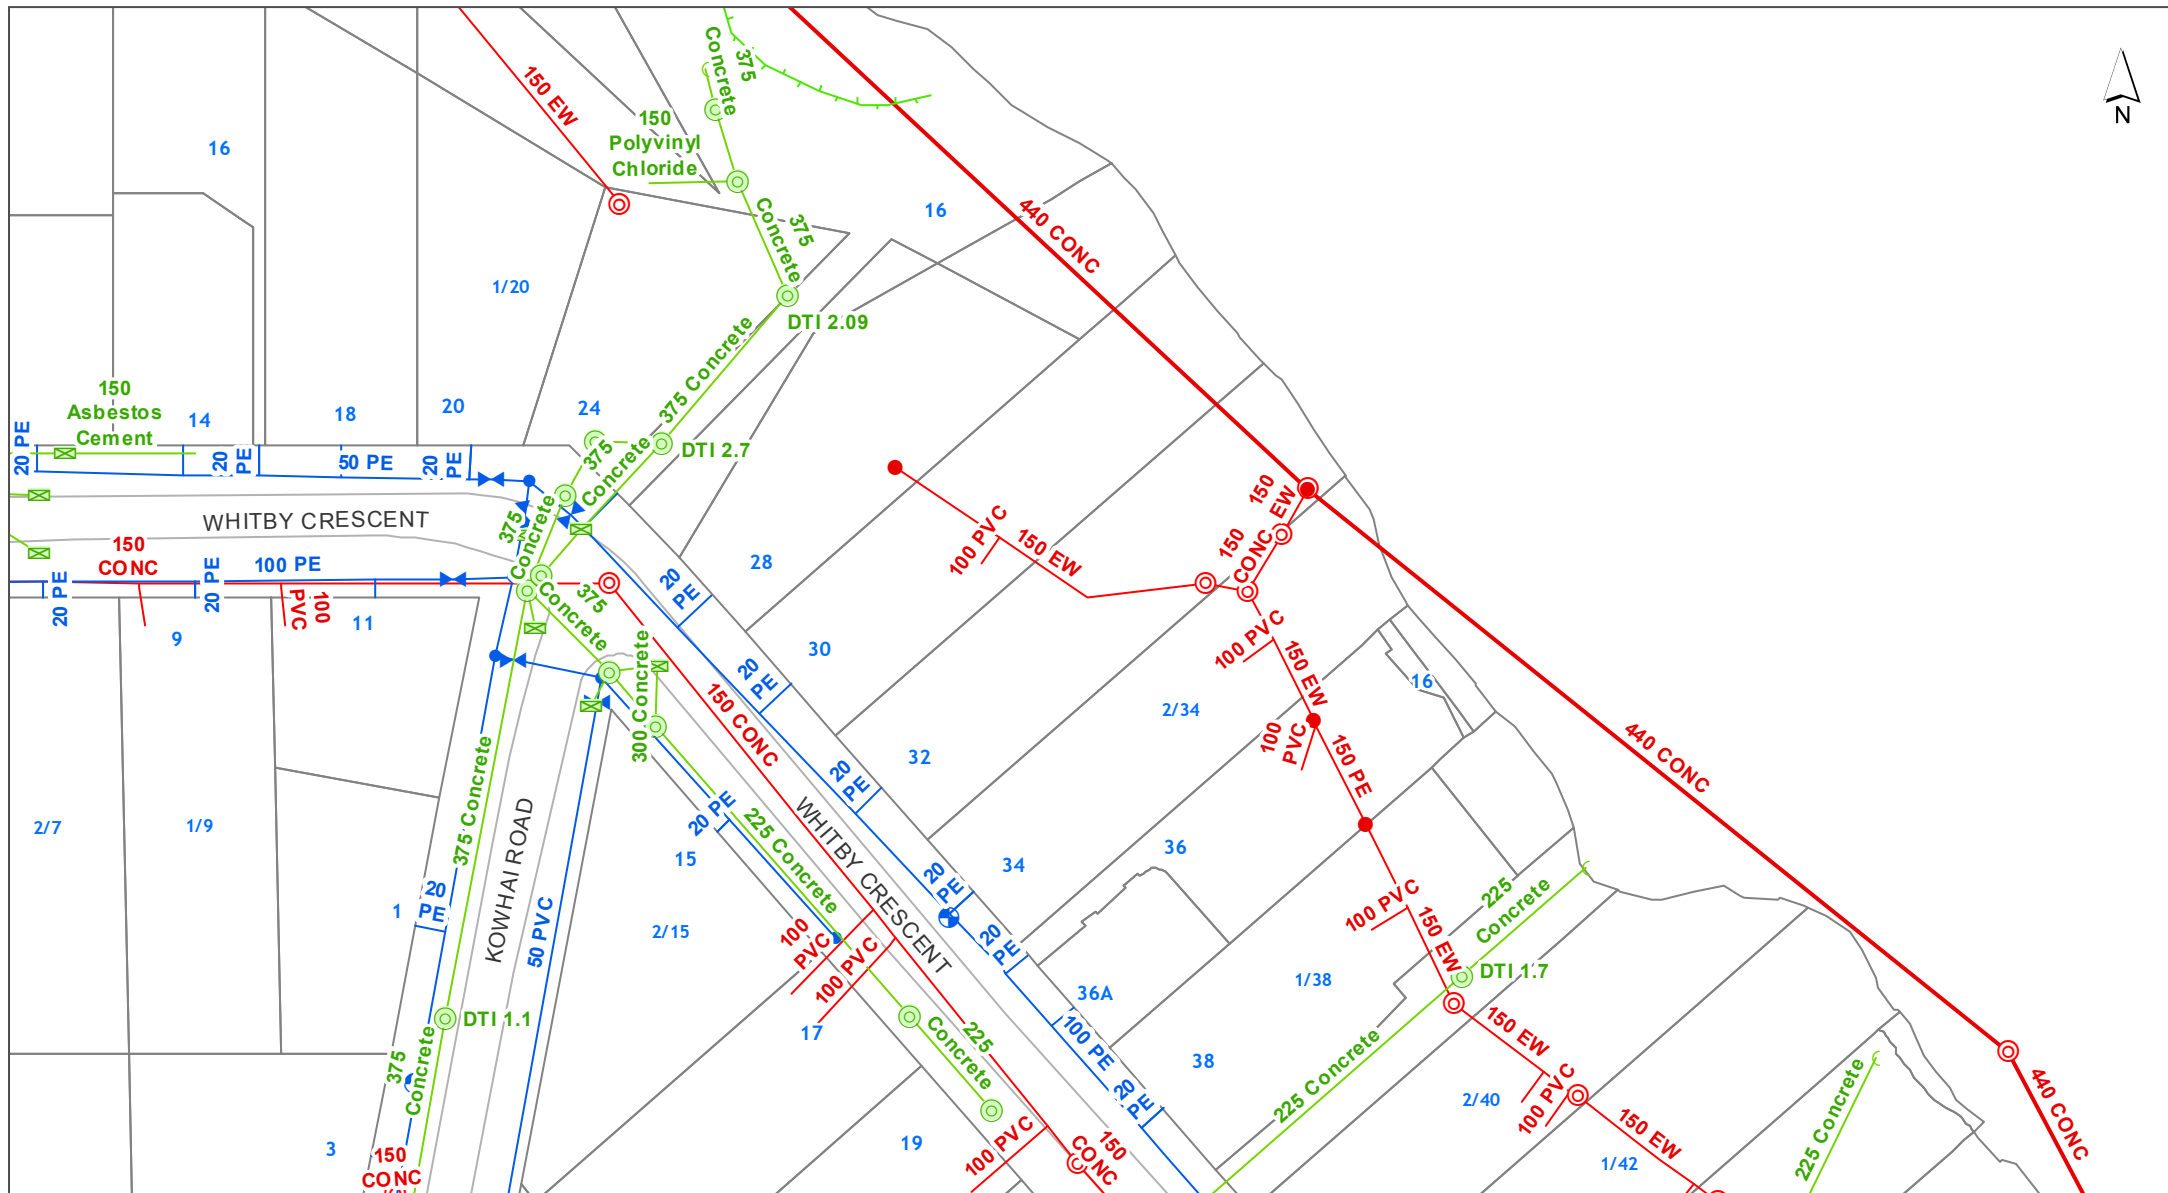 Concrete
375
150 EW
N
150
Polyvinyl
Chloride
16
16
375
Concrete
440 CONC
1/20
DTI 2.09
375 Concrete
150
Asbestos
Cement
14
18
20
24
20 PE
20
PE
50 PE
20
PE
375
Concrete
DTI 2.7
WHITBY CRESCENT
375
Concrete
150
CONC
100 PE
20 PE
20 PE
100
PVC
9
11
Concrete
375
20
PE
28
100 PVC
150 EW
150
EW
150
CONC
30
20
PE
300 Concrete
150 CONC
100 PVC
150 EW
16
2/34
100
PVC
150 PE
32
20
PE
440 CONC
2/7
1/9
375 Concrete
KOWHAI ROAD
50 PVC
20 PE
225 Concrete
15
WHITBY CRESCENT
34
36
20
PE
1
20
PE
2/15
100
PVC
100 PVC
17
20
PE
36A
100 PVC
150 EW
225
Concrete
DTI 1.7
1/38
DTI 1.1
375
Concrete
225
Concrete
100 PE
20
PE
38
225 Concrete
150 EW
100 PVC
2/40
150 EW
1/42
225 Concrete
440 CONC
3
150
CONC
19
100 PVC
150
CONC